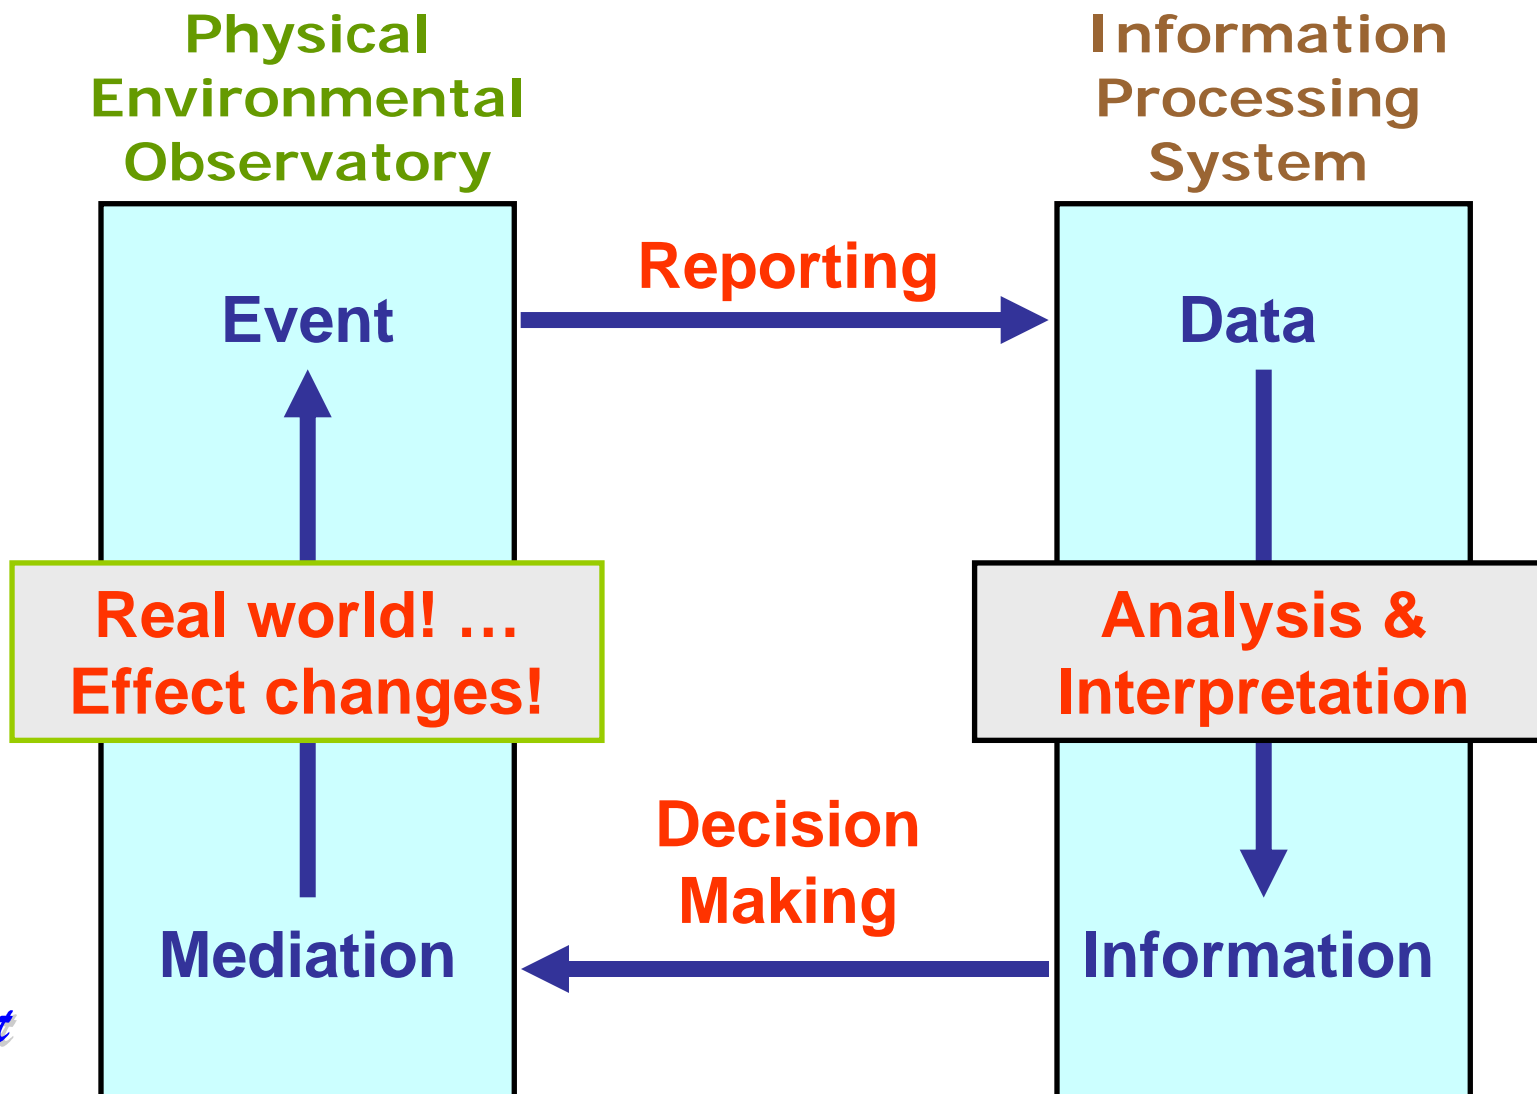 Physical
Environmental
Observatory
Information
Processing
System
Reporting
Event
Data
Real world! …
Effect changes!
Analysis &
Interpretation
Decision
Making
Mediation
Information
t